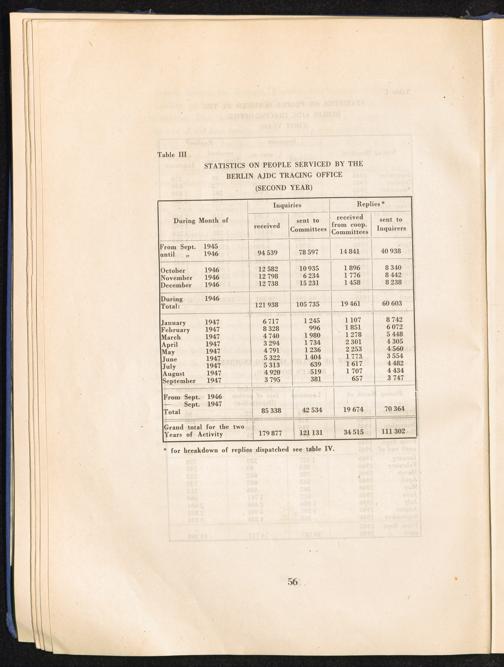 Table III
STATISTICS ON PEOPLE SERVICED BY THE
BERLIN AJDC TRACING OFFICE
(SECOND YEAR)
During Month of Inquiries Replies*
received sent to Committees received from coop. Committees sent to Inquirers
From Sept. 1945
until „ 1946 94 539 78 597 14 841 40 938
October 1946 12 582 10 935 1 896 8 340
November 1946 12 798 6 234 1 776 8 442
December 1946 12 738 15 231 1 458 8 238
During 1946
Total: 121 938 105 735 19 461 60 603
January 1947 6 717 1 245 1 107 8 742
February 1947 8 328 996 1 851 6 072
March 1947 4 740 1 980 1 278 5 448
April 1947 3 294 1 734 2 301 4 305
May 1947 4 791 1 236 2 253 4 560
June 1947 5 322 1 404 1 773 3 554
July 1947 5 313 639 1 617 4 482
August 1947 4 920 519 1 707 4 434
September 1947 3 795 381 657 3 747
From Sept. 1946
— Sept. 1947
Total 85 338 42 534 19 674 70 364
Grand total for the two
Years of Activity 179 877 121 131 34 515 111 302
* for breakdown of replies dispatched see table IV.
56